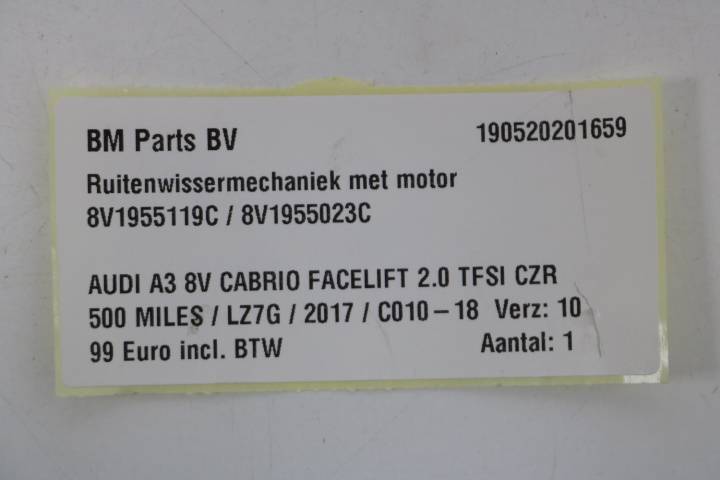 BM Parts BV 190520201659
Ruitenwissermechaniek met motor
8V1955119C / 8V1955023C
AUDI A3 8V CABRIO FACELIFT 2.0 TFSI CZR
500 MILES / LZ7G / 2017 / C010 – 18 Verz: 10
99 Euro incl. BTW Aantal: 1